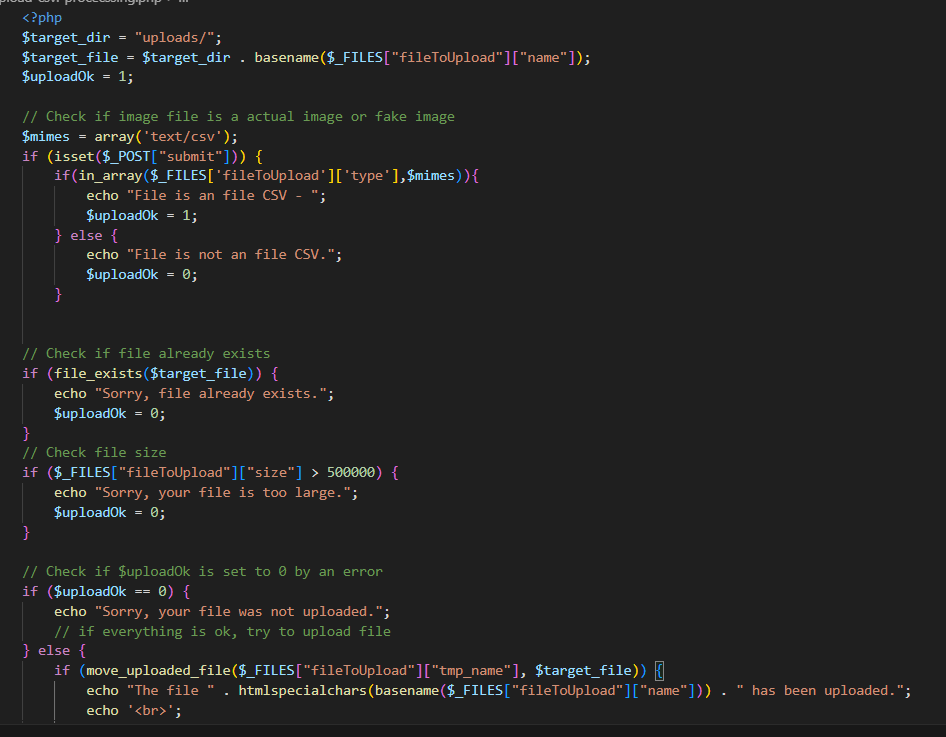 <?php
$target_dir = "uploads/";
$target_file = $target_dir . basename($_FILES["fileToUpload"]["name"]);
$uploadOk = 1;
// Check if image file is a actual image or fake image
$mimes = array('text/csv');
if (isset($_POST["submit"])) {
if(in_array($_FILES['fileToUpload']['type'],$mimes)){
echo "File is an file CSV - ";
$uploadOk = 1;
} else {
echo "File is not an file CSV.";
$uploadOk = 0;
}
// Check if file already exists
if (file_exists($target_file)) {
echo "Sorry, file already exists.";
$uploadOk = 0;
}
// Check file size
if ($_FILES["fileToUpload"]["size"] > 500000) {
echo "Sorry, your file is too large.";
$uploadOk = 0;
}
// Check if $uploadOk is set to 0 by an error
if ($uploadOk == 0) {
echo "Sorry, your file was not uploaded.";
// if everything is ok, try to upload file
} else {
if (move_uploaded_file($_FILES["fileToUpload"]["tmp_name"], $target_file)) {
echo "The file " . htmlspecialchars(basename($_FILES["fileToUpload"]["name"])) . " has been uploaded.";
echo '<br>';